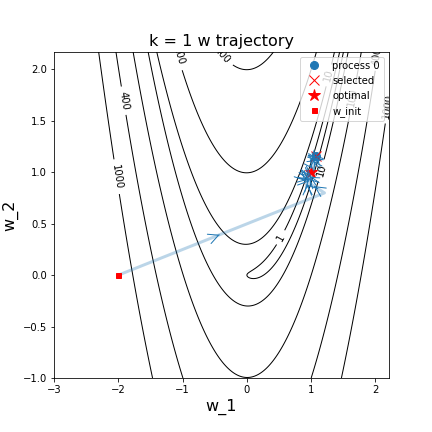 k = 1 w trajectory
process 0
selected
optimal
w_init
w_2
2.0
1.5
1.0
0.5
0.0
−0.5
−1.0
−3
−2
−1
0
1
2
w_1
400
1000
1
10